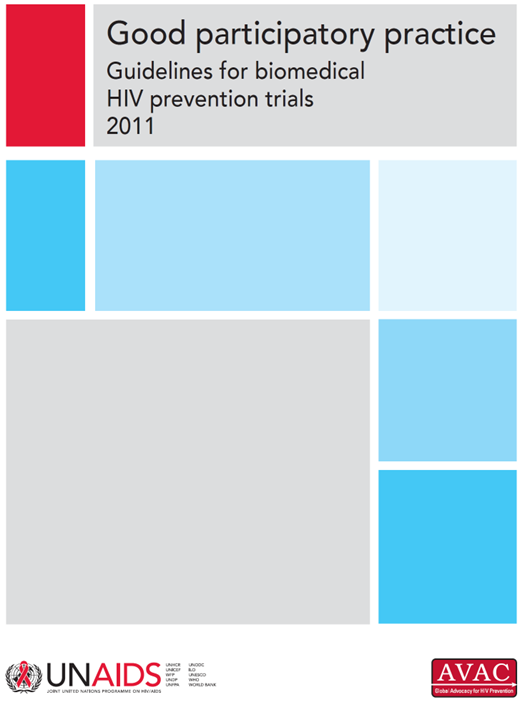 Good participatory practice
Guidelines for biomedical
HIV prevention trials
2011
UNAIDS
JOINT UNITED NATIONS PROGRAMME ON HIV/AIDS
UNHCR
UNICEF
WFP
UNDP
UNFPA
UNODC
ILO
UNESCO
WHO
WORLD BANK
AVAC
Global Advocacy for HIV Prevention